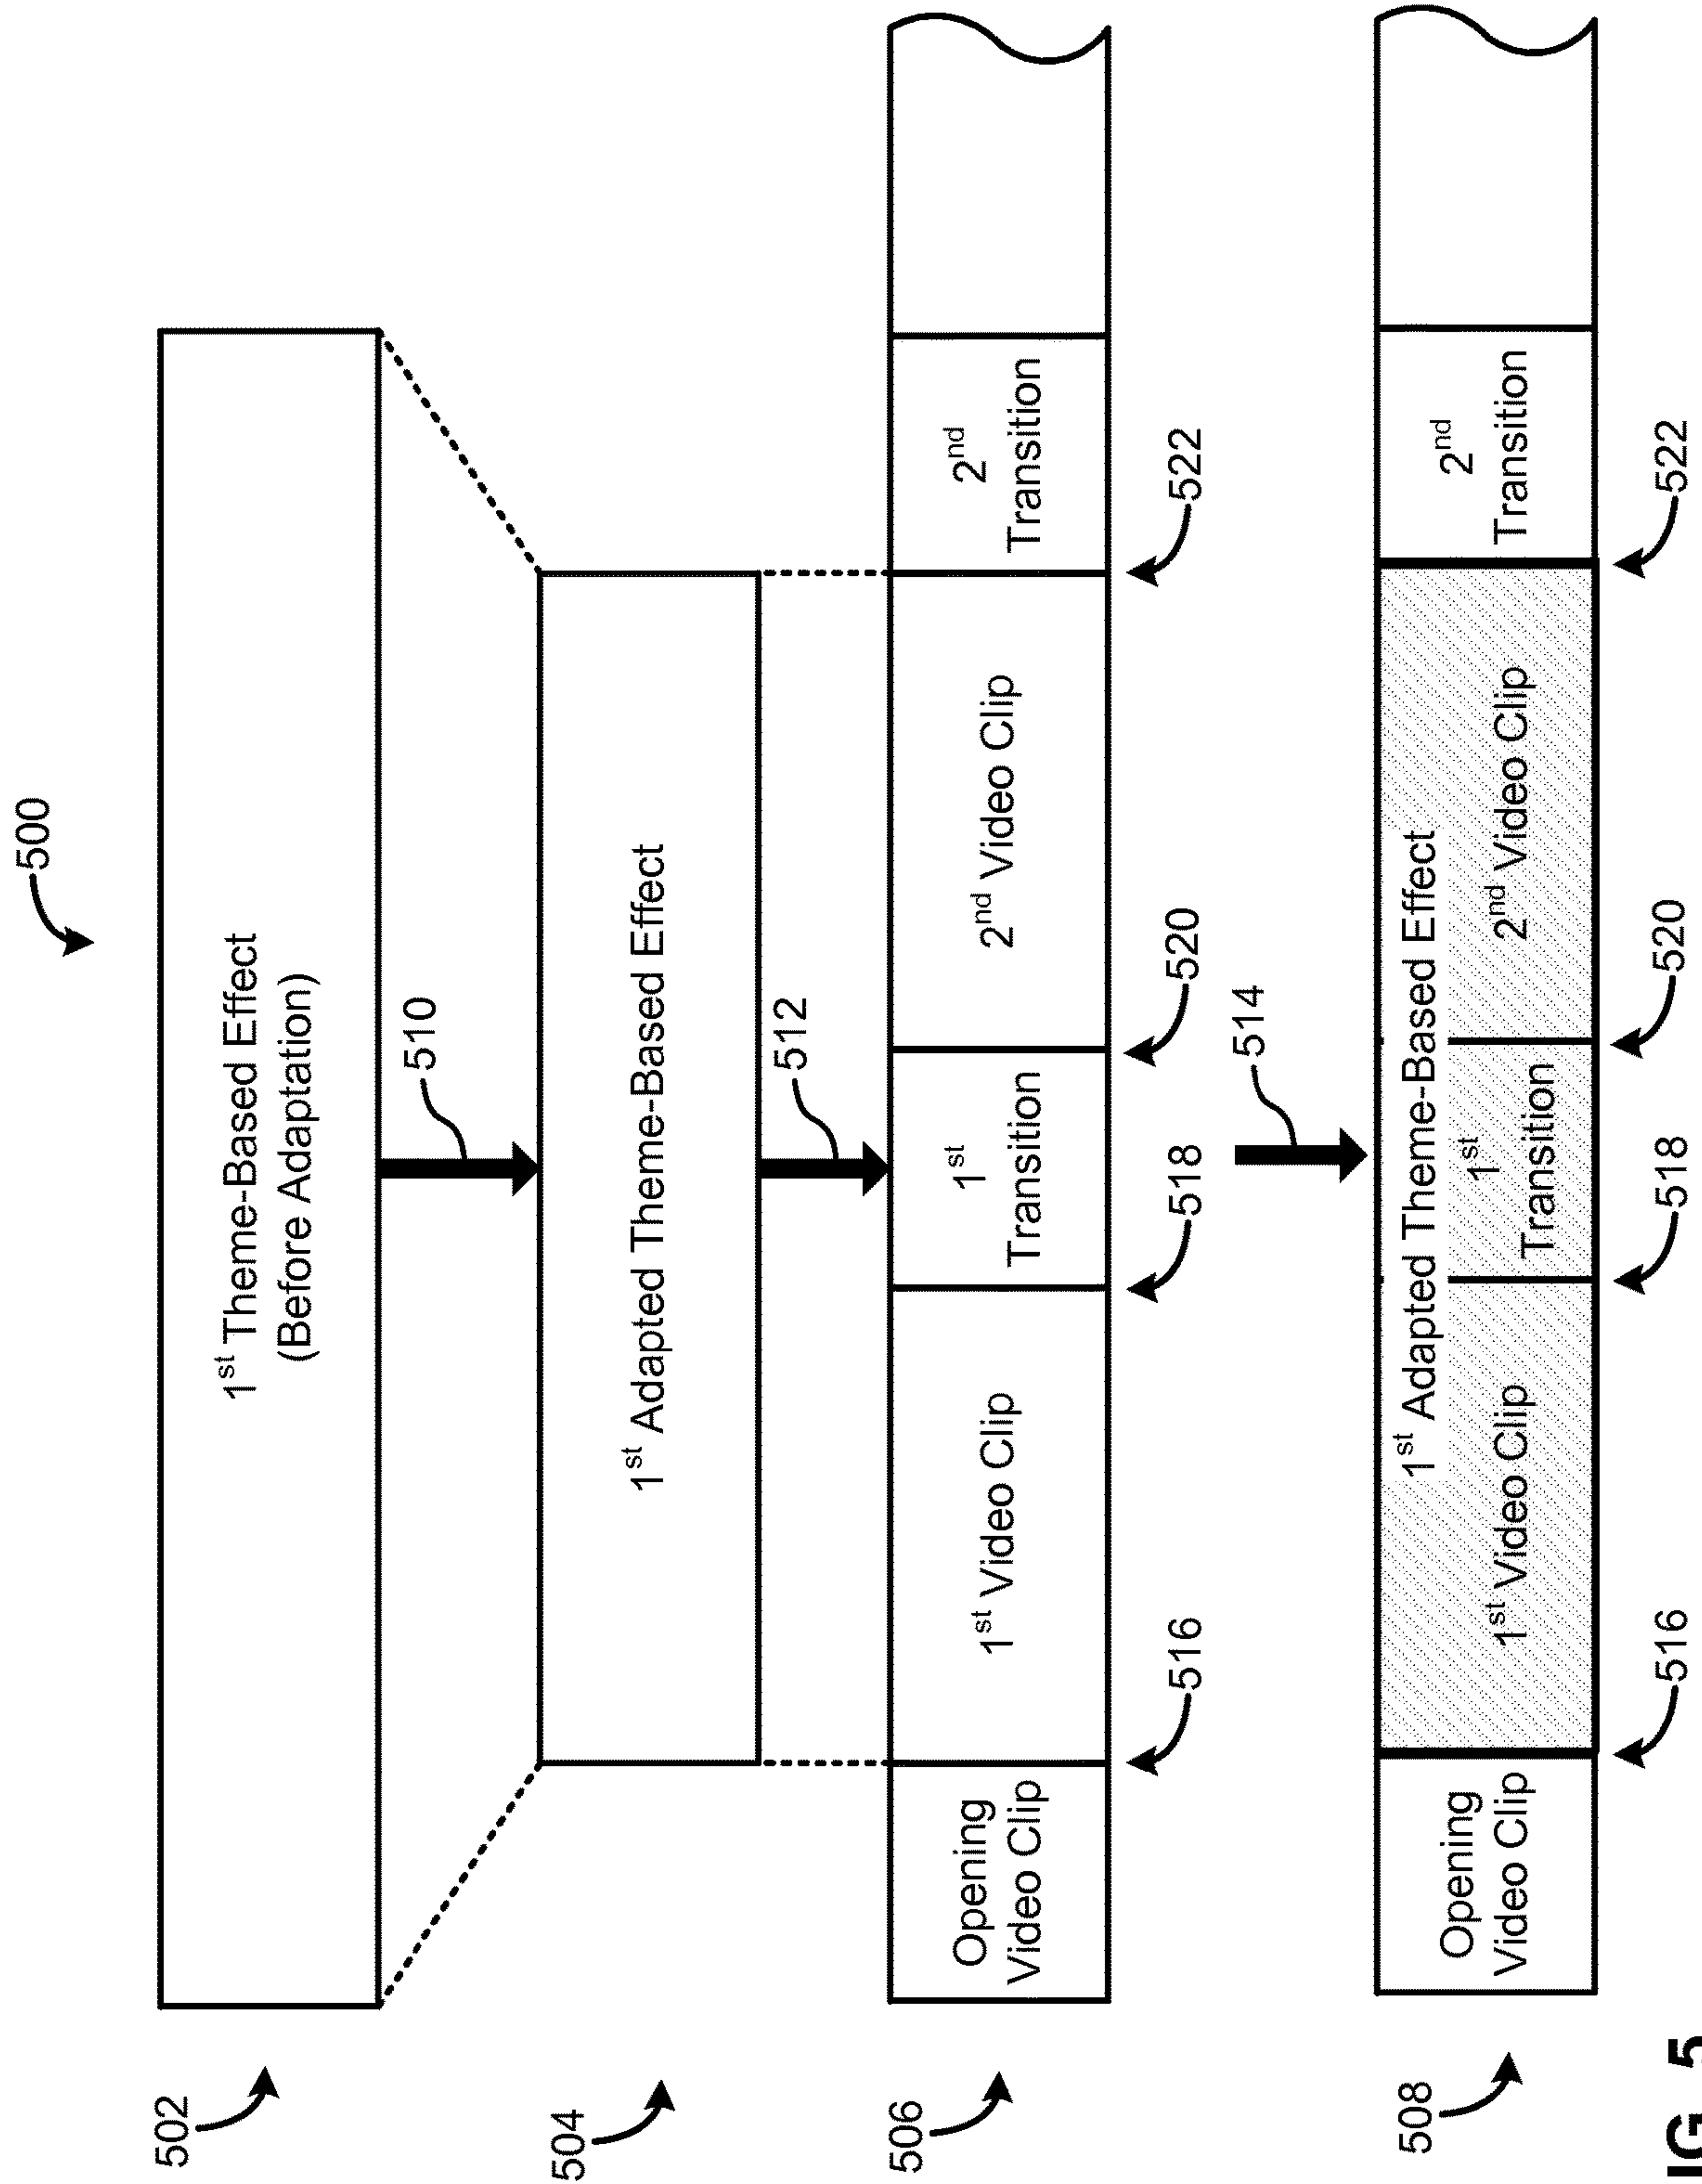 500
502
1st Theme-Based Effect
(Before Adaptation)
510
504
1st Adapted Theme-Based Effect
512
506
Opening
Video Clip
1st Video Clip
1st
Transition
2nd Video Clip
2nd
Transition
516
518
520
522
514
508
1st Adapted Theme-Based Effect
Opening
Video Clip
1st Video Clip
1st
Transition
2nd Video Clip
2nd
Transition
516
518
520
522
IG. 5